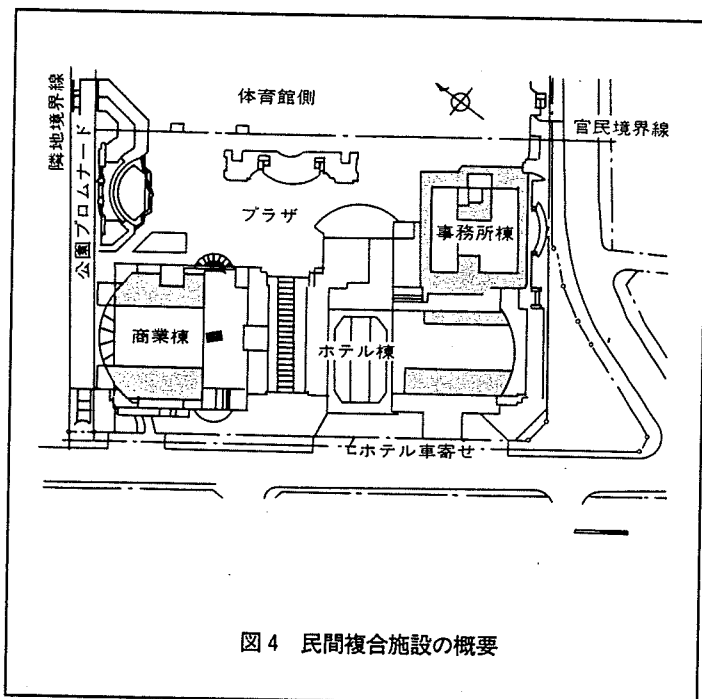 体育館側
官民境界線
隣地境界線
公園プロムナード
プラザ
事務所棟
商業棟
ホテル棟
ホテル車寄せ
図4 民間複合施設の概要